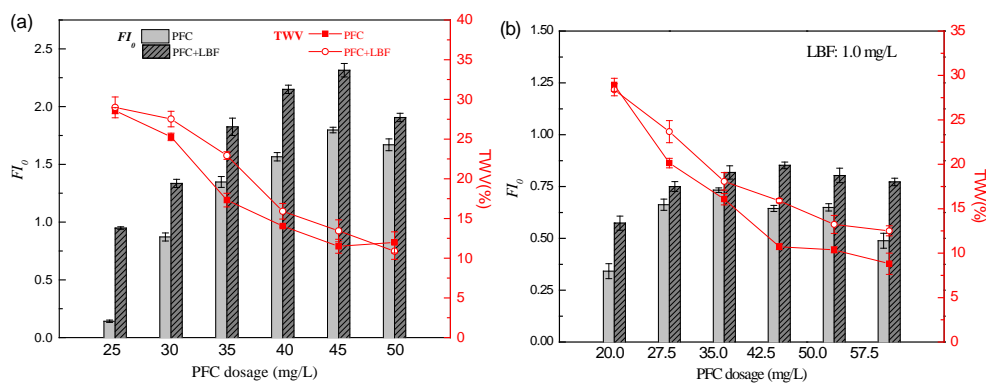 (a)
FI0 PFC TWV PFC
PFC+LBF PFC+LBF
2.5
2.0
1.5
1.0
0.5
0.0
FI0
40
35
30
25
20
15
10
5
0
TWV(%)
25 30 35 40 45 50
PFC dosage (mg/L)
(b)
LBF: 1.0 mg/L
1.50
1.25
1.00
0.75
0.50
0.25
0.00
FI0
35
30
25
20
15
10
5
0
TWV(%)
20.0 27.5 35.0 42.5 50.0 57.5
PFC dosage (mg/L)